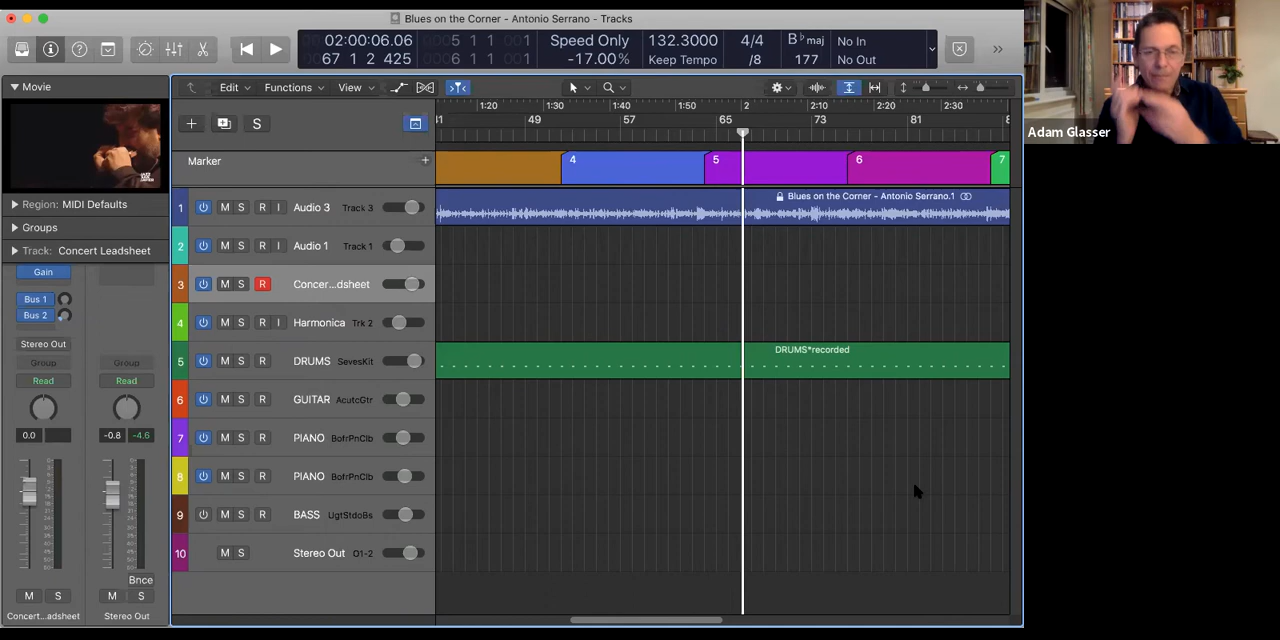 Blues on the Corner - Antonio Serrano - Tracks
02:00:06.06
67 1 2 425
5 1 1 001
5 1 1 001
Speed Only
-17.00%
132.3000
Keep Tempo
4/4
/8
B♭maj
177
No In
No Out
Movie
Edit
Functions
View
1:20 1:30 1:40 1:50 2 2:10 2:20 2:30
41 49 57 65 73 81 8
S
Marker
4 5 6 7
Region: MIDI Defaults
Groups
Track: Concert Leadsheet
1 M S R I Audio 3 Track 3
Blues on the Corner - Antonio Serrano.1
2 M S R I Audio 1 Track 1
3 M S R Concer...dsheet
4 M S R I Harmonica Trk 2
5 M S R DRUMS SevesKit
DRUMS*recorded
6 M S R GUITAR AcutcGtr
7 M S R PIANO BofrPnClb
8 M S R PIANO BofrPnClb
9 M S R BASS UgtStdoBs
10 M S Stereo Out O1-2
Gain
Bus 1
Bus 2
Stereo Out
Group Group
Read Read
0.0 -0.8 -4.6
Bnce
M S M S
Concert...adsheet Stereo Out
Adam Glasser